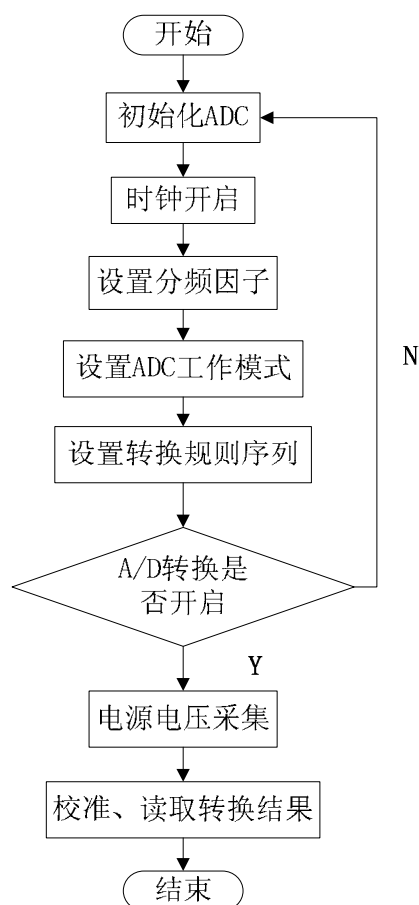 开始
初始化ADC
时钟开启
设置分频因子
设置ADC工作模式
N
设置转换规则序列
A/D转换是
否开启
Y
电源电压采集
校准、读取转换结果
结束